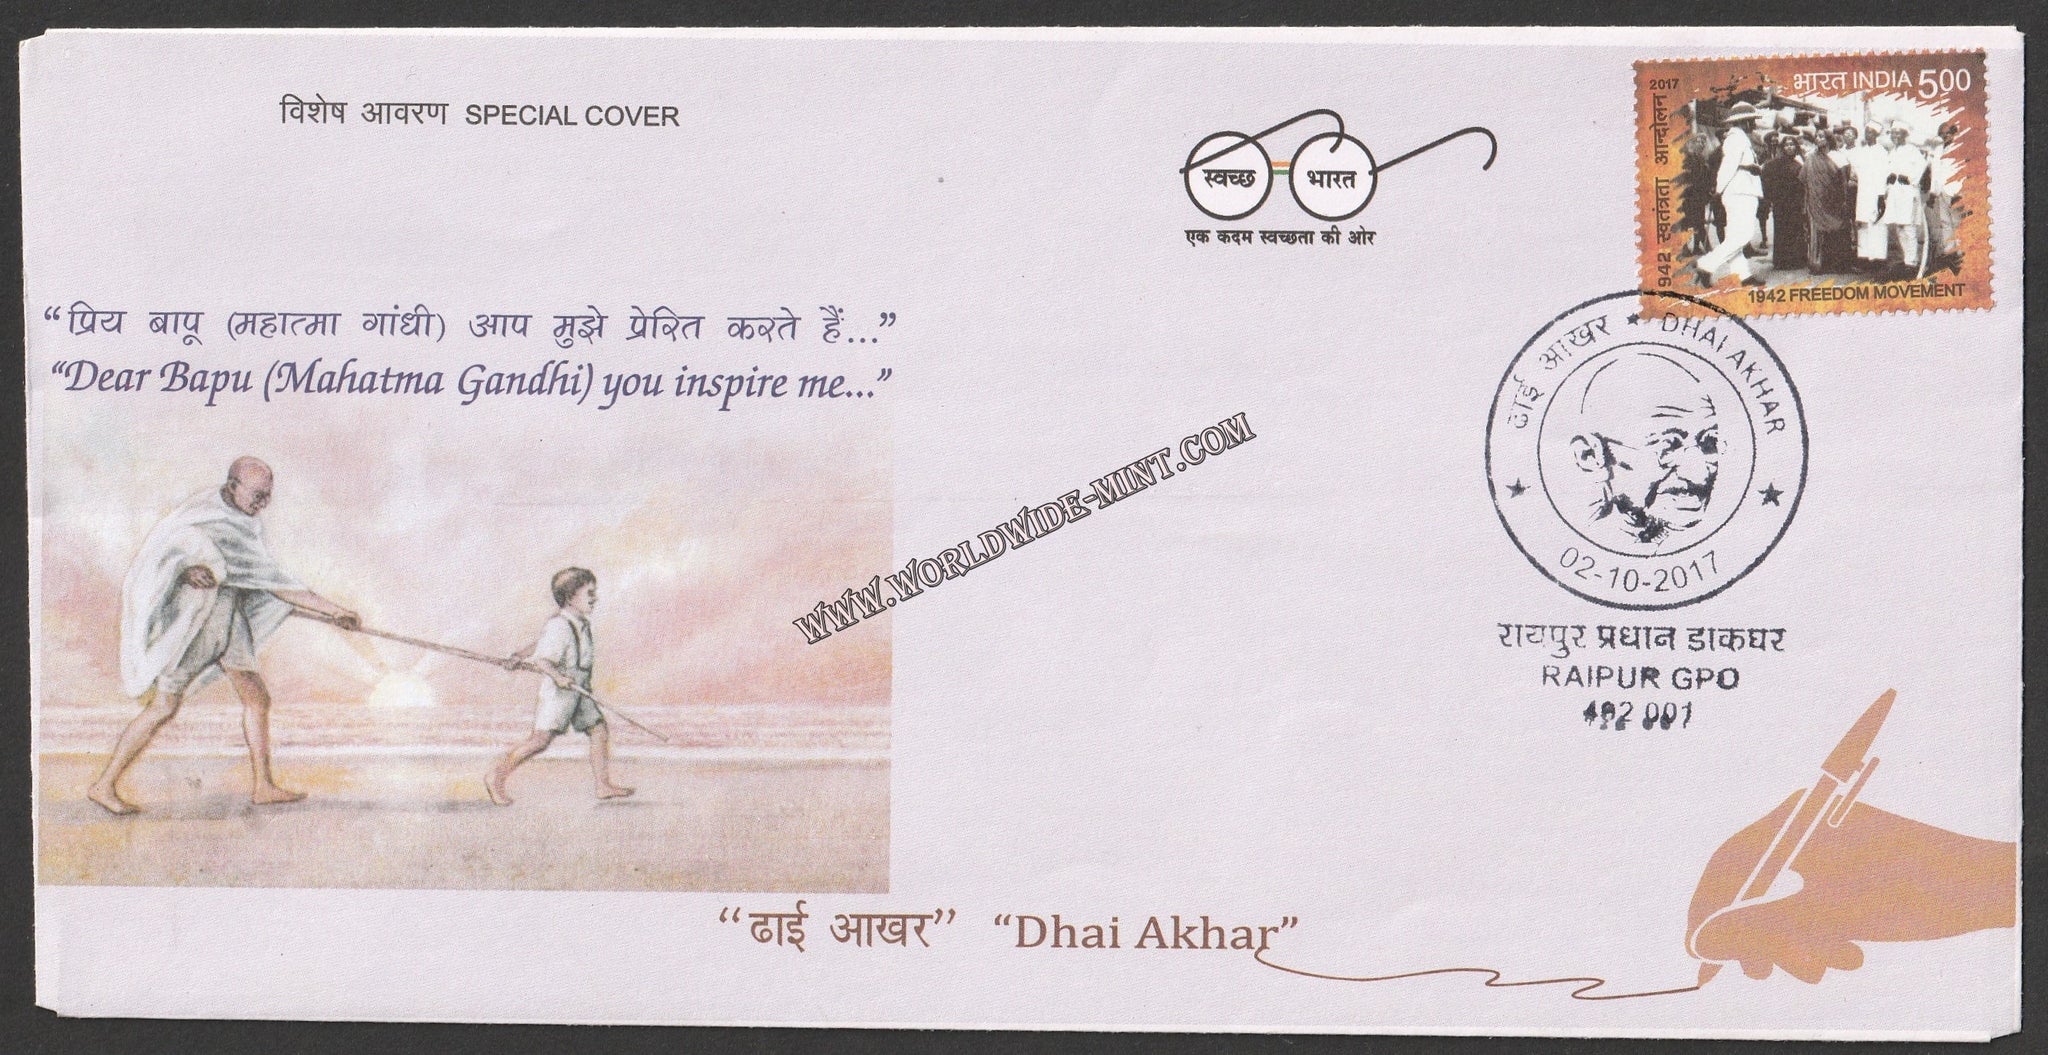 विशेष आवरण SPECIAL COVER
स्वच्छ भारत
एक कदम स्वच्छता की ओर
2017
भारत INDIA 500
1942 स्वतंत्रता आन्दोलन
1942 FREEDOM MOVEMENT
“प्रिय बापू (महात्मा गांधी) आप मुझे प्रेरित करते हैं...”
“Dear Bapu (Mahatma Gandhi) you inspire me...”
ढाई आखर ★ DHAI AKHAR
★ ★
02-10-2017
रायपुर प्रधान डाकघर
RAIPUR GPO
492 001
WWW.WORLDWIDE-MINT.COM
“ढाई आखर” “Dhai Akhar”